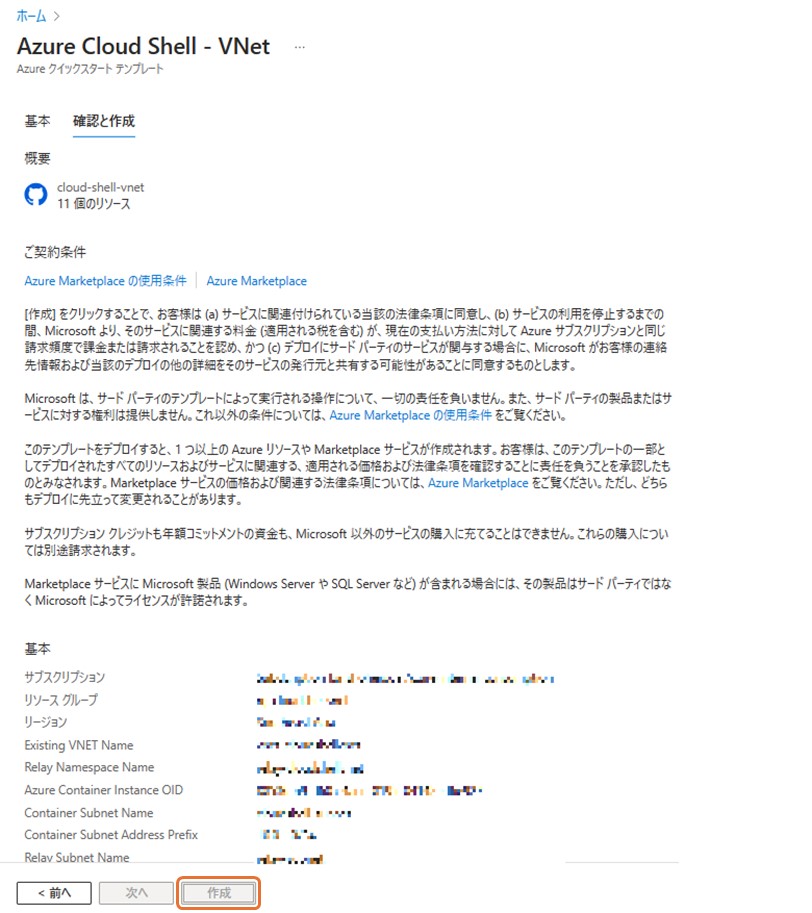 ホーム >
Azure Cloud Shell - VNet ...
Azure クイックスタート テンプレート
基本 確認と作成
概要
cloud-shell-vnet
11 個のリソース
ご契約条件
Azure Marketplace の使用条件 | Azure Marketplace
[作成] をクリックすることで、お客様は (a) サービスに関連付けられている当該の法律条項に同意し、(b) サービスの利用を停止するまでの
間、Microsoft より、そのサービスに関連する料金 (適用される税を含む) が、現在の支払い方法に対して Azure サブスクリプションと同じ
請求頻度で課金または請求されることを認め、かつ (c) デプロイにサード パーティのサービスが関与する場合に、Microsoft がお客様の連絡
先情報および当該のデプロイの他の詳細をそのサービスの発行元と共有する可能性があることに同意するものとします。
Microsoft は、サード パーティのテンプレートによって実行される操作について、一切の責任を負いません。また、サード パーティの製品またはサ
ービスに対する権利は提供しません。これ以外の条件については、Azure Marketplace の使用条件 をご覧ください。
このテンプレートをデプロイすると、1 つ以上の Azure リソースや Marketplace サービスが作成されます。お客様は、このテンプレートの一部と
してデプロイされたすべてのリソースおよびサービスに関連する、適用される価格および法律条項を確認することに責任を負うことを承認したも
のとみなされます。Marketplace サービスの価格および関連する法律条項については、Azure Marketplace をご覧ください。ただし、どちら
もデプロイに先立って変更されることがあります。
サブスクリプション クレジットも年額コミットメントの資金も、Microsoft 以外のサービスの購入に充てることはできません。これらの購入につい
ては別途請求されます。
Marketplace サービスに Microsoft 製品 (Windows Server や SQL Server など) が含まれる場合には、その製品はサード パーティではな
く Microsoft によってライセンスが許諾されます。
基本
サブスクリプション
リソース グループ
リージョン
Existing VNET Name
Relay Namespace Name
Azure Container Instance OID
Container Subnet Name
Container Subnet Address Prefix
Relay Subnet Name
< 前へ 次へ 作成